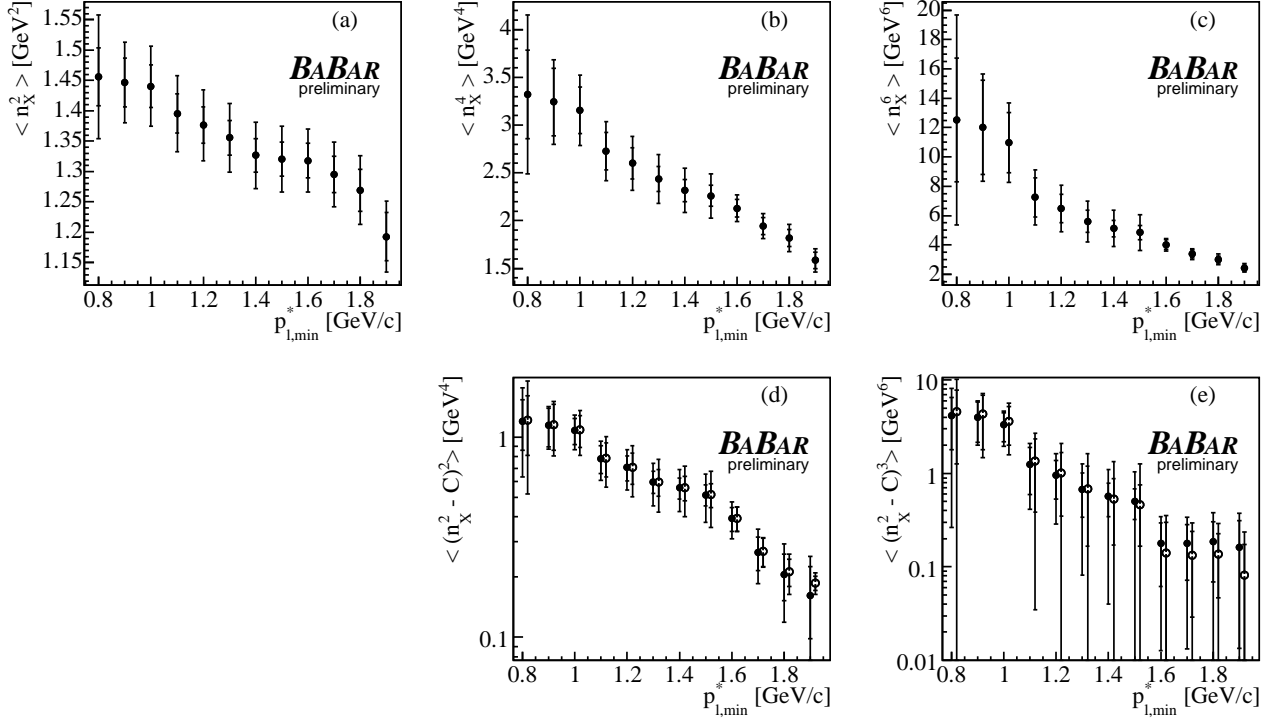 (a)
< n_X^2 > [GeV^2]
BABAR
preliminary
1.55
1.5
1.45
1.4
1.35
1.3
1.25
1.2
1.15
0.8 1 1.2 1.4 1.6 1.8
p*_l,min [GeV/c]
(b)
< n_X^4 > [GeV^4]
BABAR
preliminary
4
3.5
3
2.5
2
1.5
0.8 1 1.2 1.4 1.6 1.8
p*_l,min [GeV/c]
(c)
< n_X^6 > [GeV^6]
BABAR
preliminary
20
18
16
14
12
10
8
6
4
2
0.8 1 1.2 1.4 1.6 1.8
p*_l,min [GeV/c]
(d)
< (n_X^2 - C)^2> [GeV^4]
BABAR
preliminary
1
0.1
0.8 1 1.2 1.4 1.6 1.8
p*_l,min [GeV/c]
(e)
< (n_X^2 - C)^3> [GeV^6]
BABAR
preliminary
10
1
0.1
0.01
0.8 1 1.2 1.4 1.6 1.8
p*_l,min [GeV/c]